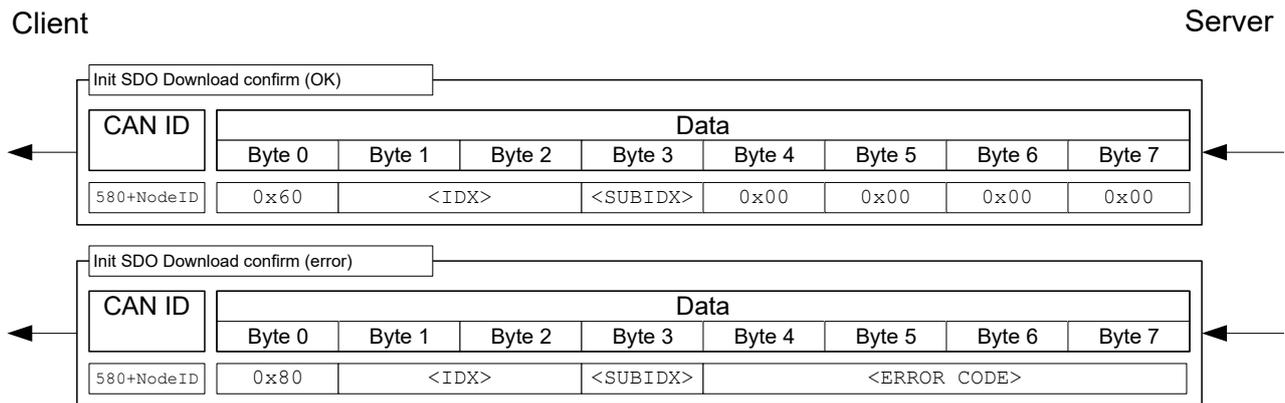 Client Server
Init SDO Download confirm (OK)
CAN ID Data
Byte 0 Byte 1 Byte 2 Byte 3 Byte 4 Byte 5 Byte 6 Byte 7
580+NodeID 0x60 <IDX> <SUBIDX> 0x00 0x00 0x00 0x00
Init SDO Download confirm (error)
CAN ID Data
Byte 0 Byte 1 Byte 2 Byte 3 Byte 4 Byte 5 Byte 6 Byte 7
580+NodeID 0x80 <IDX> <SUBIDX> <ERROR CODE>